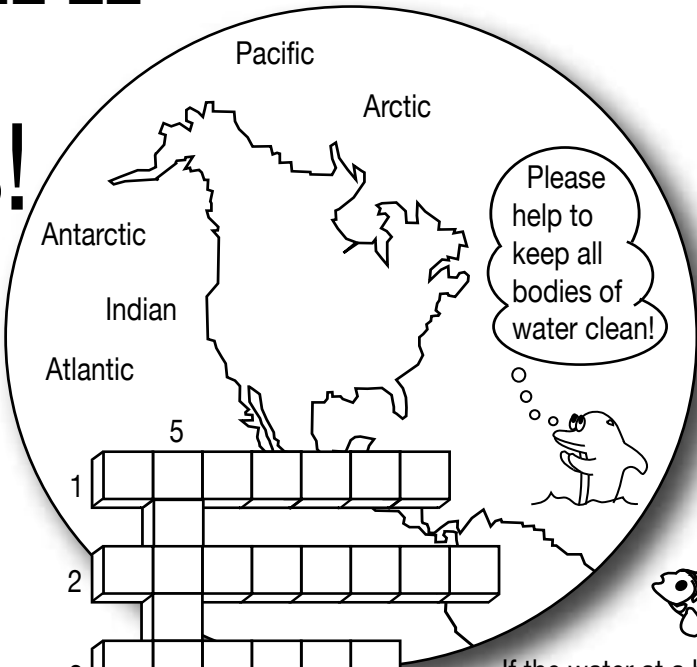 Pacific
Arctic
Please
help to
keep all
bodies of
water clean!
Antarctic
Indian
Atlantic
5
1
2